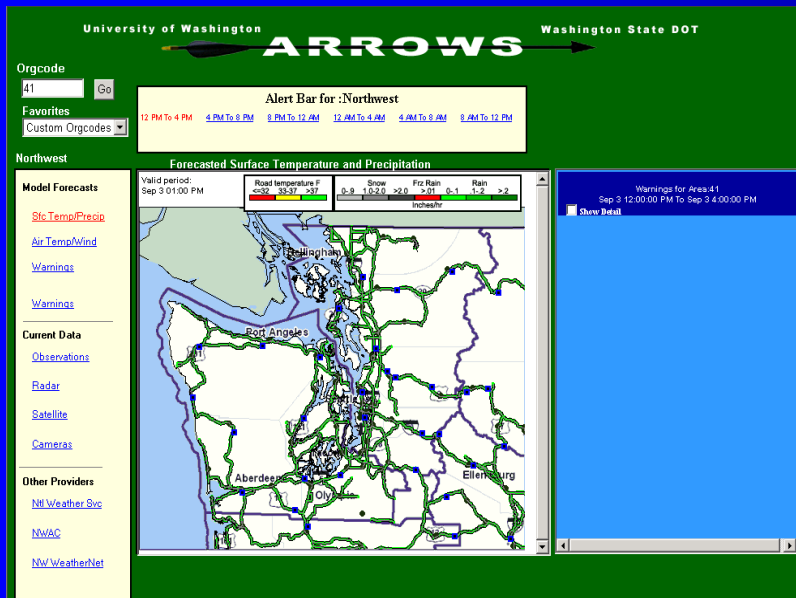 University of Washington
ARROWS
Washington State DOT
Orgcode
41
Go
Favorites
Custom Orgcodes
Northwest
Alert Bar for :Northwest
12 PM To 4 PM 4 PM To 8 PM 8 PM To 12 AM 12 AM To 4 AM 4 AM To 8 AM 8 AM To 12 PM
Forecasted Surface Temperature and Precipitation
Model Forecasts
Sfc Temp/Precip
Air Temp/Wind
Warnings
Warnings
Current Data
Observations
Radar
Satellite
Cameras
Other Providers
Ntl Weather Svc
NWAC
NW WeatherNet
Valid period:
Sep 3 01:00 PM
Road temperature F
<=32 33-37 >37
Snow Frz Rain Rain
0-.9 1.0-2.0 >2.0 >.01 0-.1 .1-.2 >.2
Inches/hr
Bellingham
20
Port Angeles
Seattle
Aberdeen
Olympia
Ellensburg
Warnings for Area:41
Sep 3 12:00:00 PM To Sep 3 4:00:00 PM
Show Detail